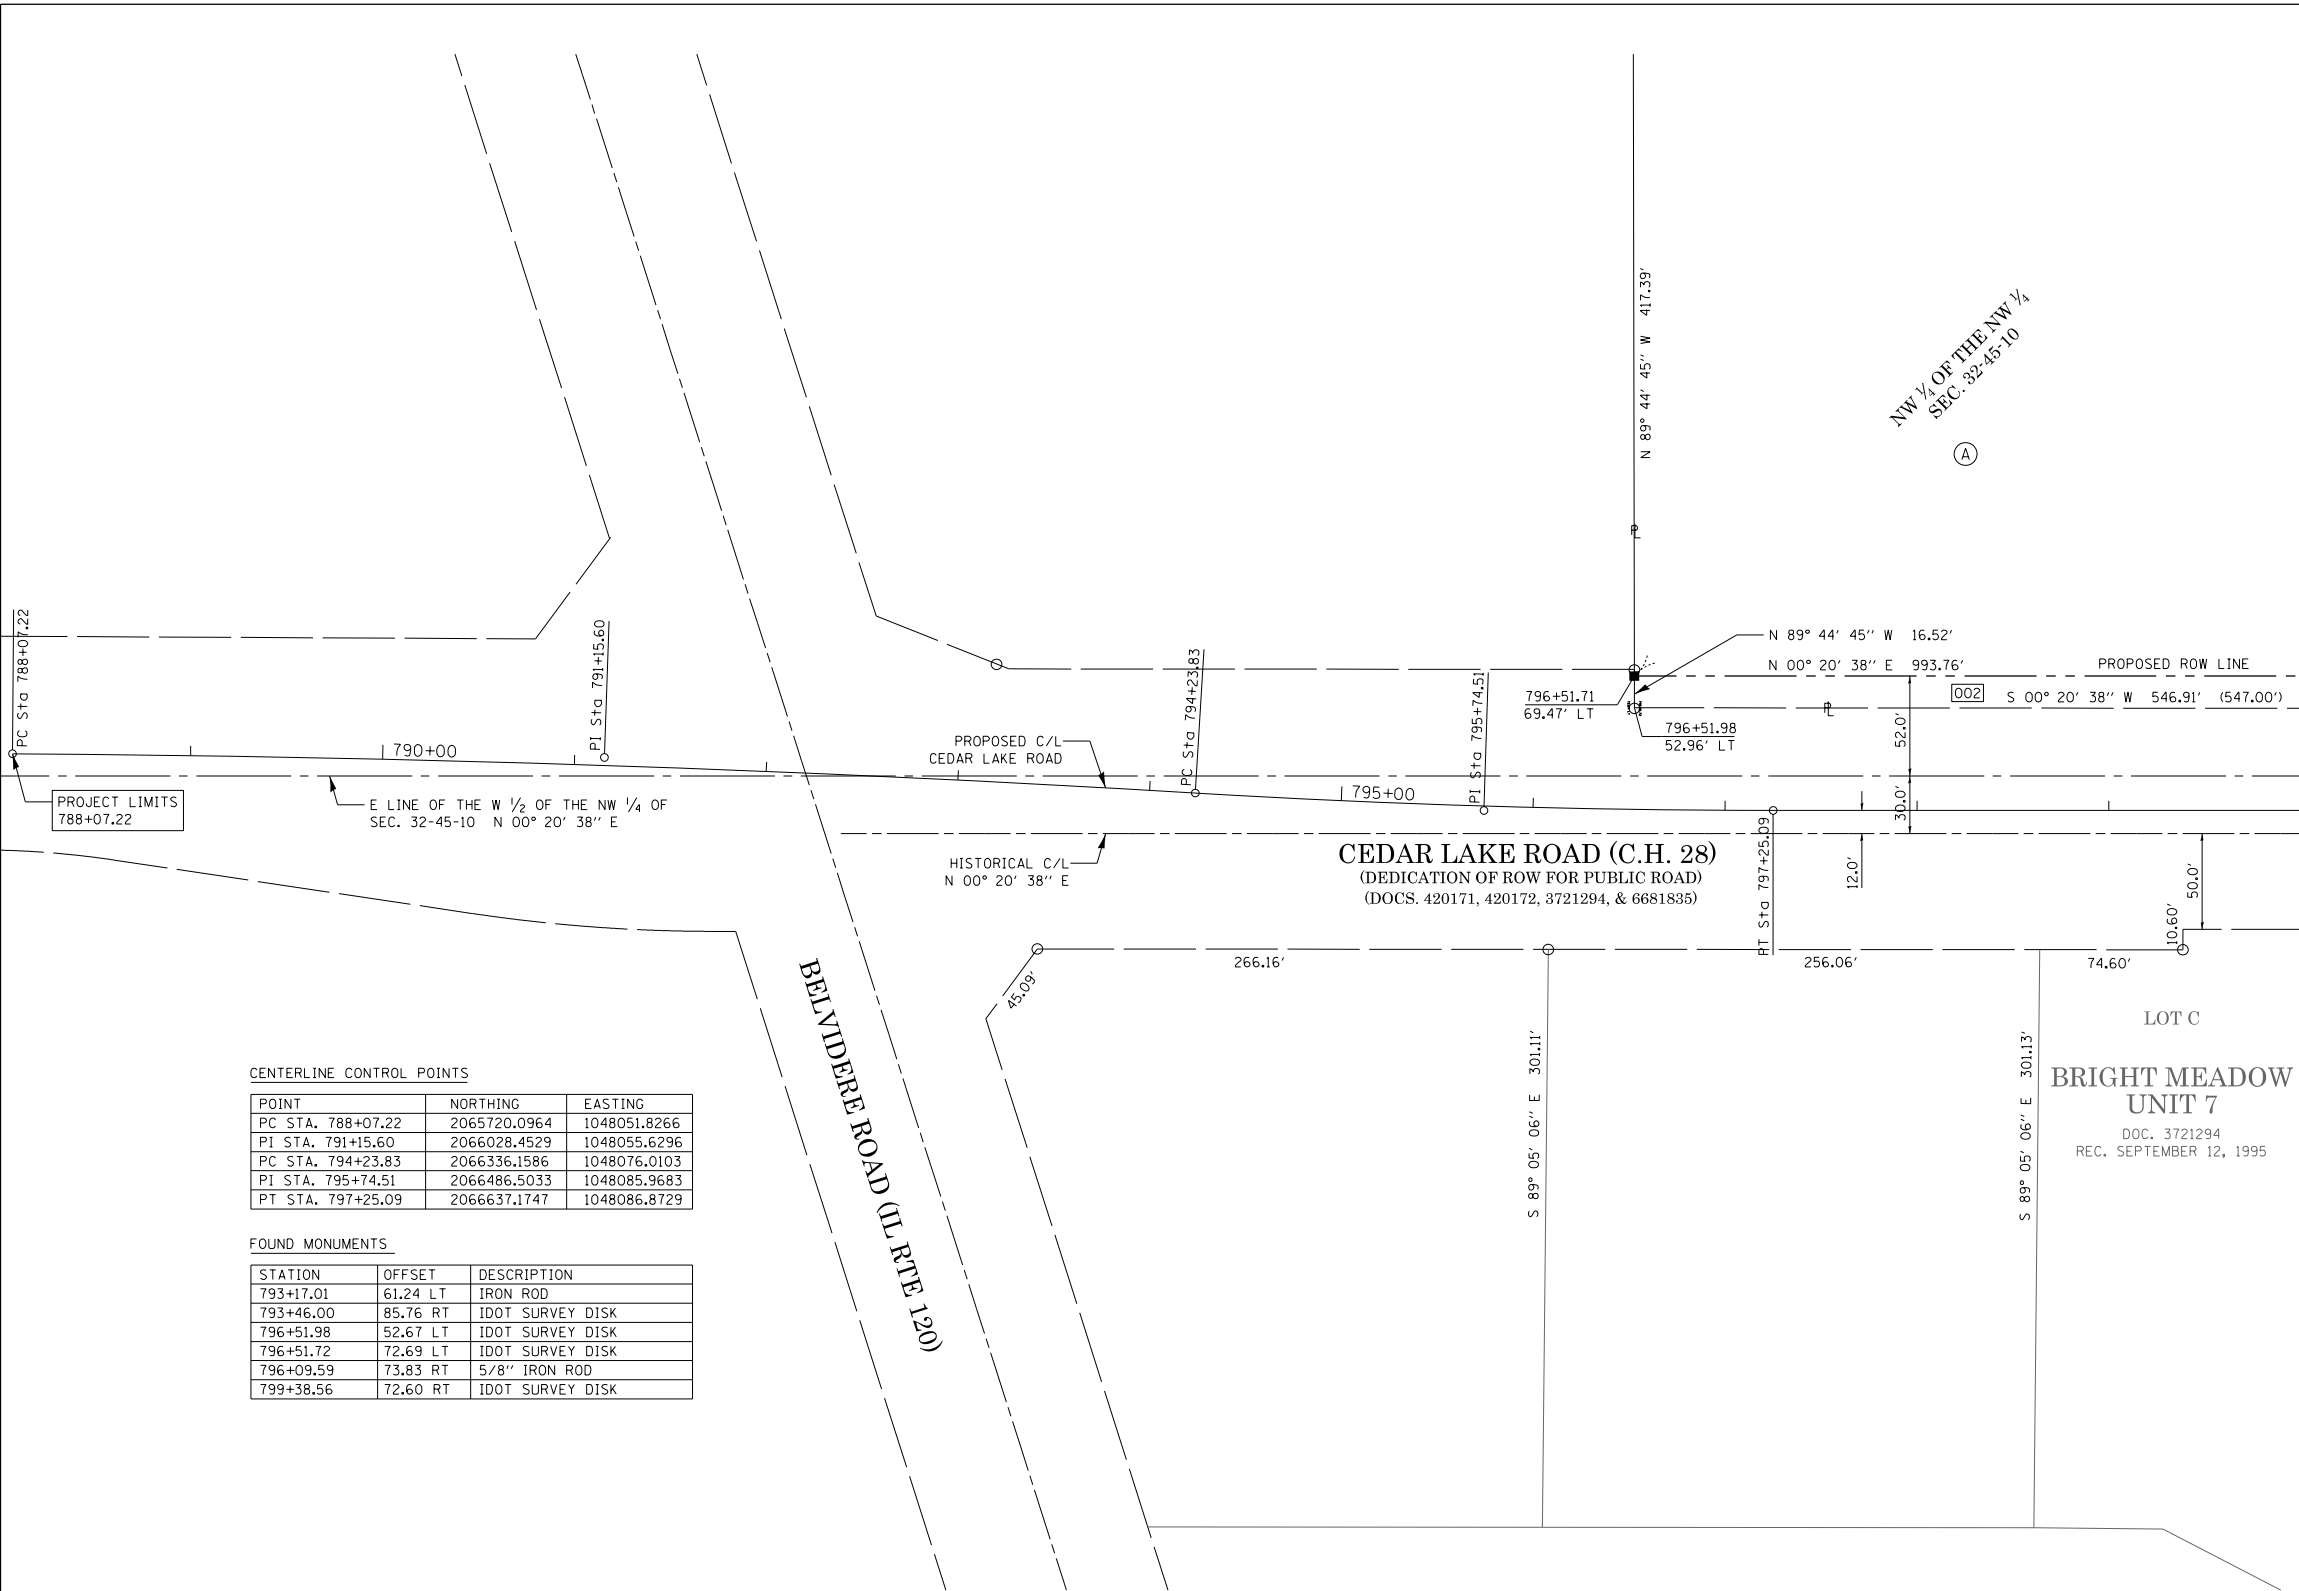 N 89° 44' 45'' W 417.39'
NW 1/4 OF THE NW 1/4
SEC. 32-45-10
A
PL
PC Sta 788+07.22
PI Sta 791+15.60
PC Sta 794+23.83
PI Sta 795+74.51
N 89° 44' 45'' W 16.52'
N 00° 20' 38'' E 993.76'
PROPOSED ROW LINE
002
S 00° 20' 38'' W 546.91' (547.00')
PL
796+51.71
69.47' LT
796+51.98
52.96' LT
52.0'
790+00
PROPOSED C/L
CEDAR LAKE ROAD
795+00
PROJECT LIMITS
788+07.22
E LINE OF THE W 1/2 OF THE NW 1/4 OF
SEC. 32-45-10 N 00° 20' 38'' E
30.0'
HISTORICAL C/L
N 00° 20' 38'' E
CEDAR LAKE ROAD (C.H. 28)
(DEDICATION OF ROW FOR PUBLIC ROAD)
(DOCS. 420171, 420172, 3721294, & 6681835)
PT Sta 797+25.09
12.0'
50.0'
10.60'
45.09'
266.16'
256.06'
74.60'
BELVIDERE ROAD (IL RTE 120)
S 89° 05' 06'' E 301.11'
S 89° 05' 06'' E 301.13'
LOT C
BRIGHT MEADOW
UNIT 7
DOC. 3721294
REC. SEPTEMBER 12, 1995
CENTERLINE CONTROL POINTS
POINT NORTHING EASTING
PC STA. 788+07.22 2065720.0964 1048051.8266
PI STA. 791+15.60 2066028.4529 1048055.6296
PC STA. 794+23.83 2066336.1586 1048076.0103
PI STA. 795+74.51 2066486.5033 1048085.9683
PT STA. 797+25.09 2066637.1747 1048086.8729
FOUND MONUMENTS
STATION OFFSET DESCRIPTION
793+17.01 61.24 LT IRON ROD
793+46.00 85.76 RT IDOT SURVEY DISK
796+51.98 52.67 LT IDOT SURVEY DISK
796+51.72 72.69 LT IDOT SURVEY DISK
796+09.59 73.83 RT 5/8'' IRON ROD
799+38.56 72.60 RT IDOT SURVEY DISK